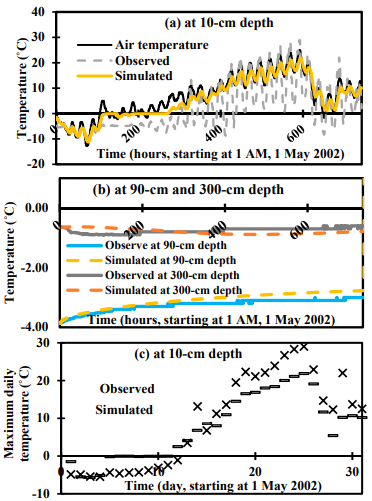 (a) at 10-cm depth
Air temperature
Observed
Simulated
Temperature (°C)
40
30
20
10
0
-10
-20
0
200
400
600
Time (hours, starting at 1 AM, 1 May 2002)
(b) at 90-cm and 300-cm depth
Temperature (°C)
0.00
-2.00
-4.00
0
200
400
600
Observe at 90-cm depth
Simulated at 90-cm depth
Observed at 300-cm depth
Simulated at 300-cm depth
Time (hours, starting at 1 AM, 1 May 2002)
(c) at 10-cm depth
Observed
Simulated
Maximum daily
temperature (°C)
30
20
10
0
-10
0
10
20
30
Time (day, starting at 1 May 2002)